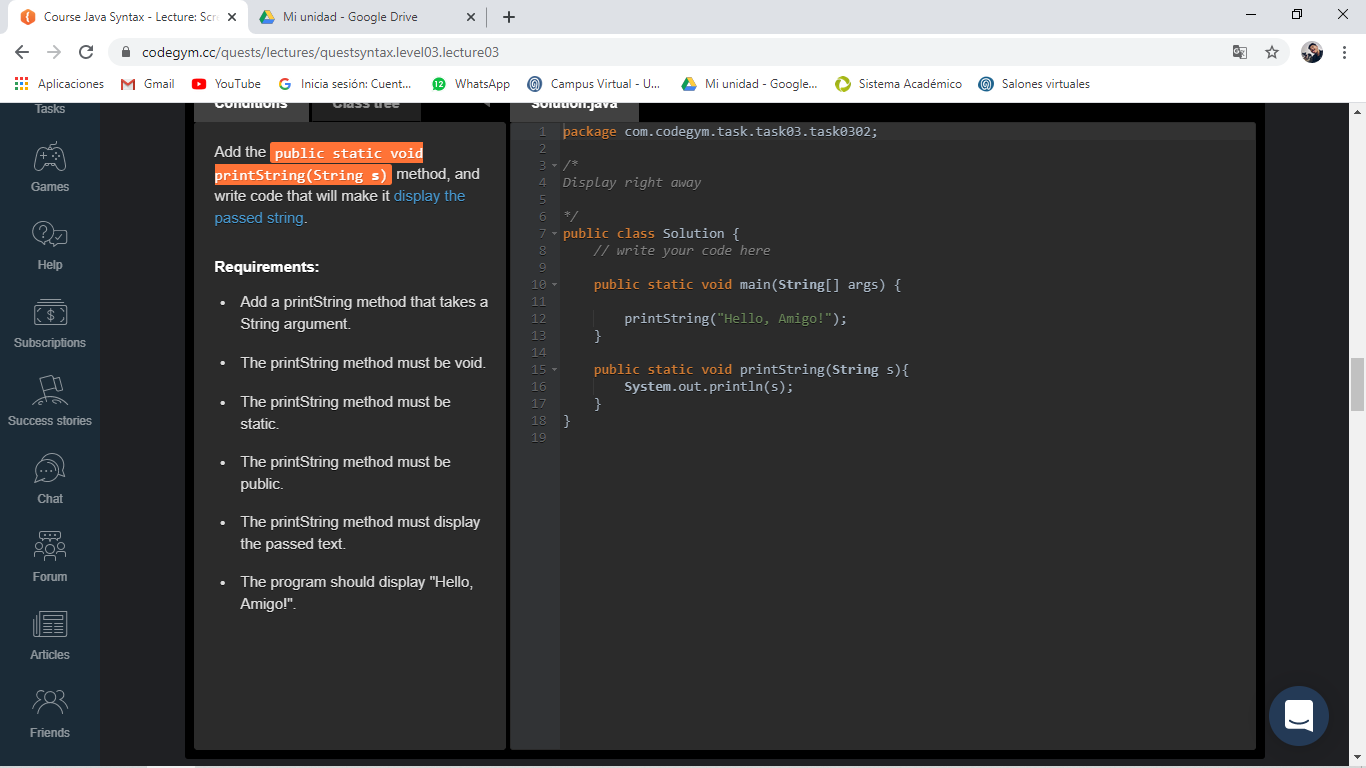 Course Java Syntax - Lecture: Scr
Mi unidad - Google Drive
codegym.cc/quests/lectures/questsyntax.level03.lecture03
Aplicaciones
Gmail
YouTube
Inicia sesión: Cuent...
12
WhatsApp
Campus Virtual - U...
Mi unidad - Google...
Sistema Académico
Salones virtuales
Tasks
Games
Help
Subscriptions
Success stories
Chat
Forum
Articles
Friends
Conditions
Class tree
Solution.java
Add the public static void
printString(String s) method, and
write code that will make it display the
passed string.
Requirements:
• Add a printString method that takes a
String argument.
• The printString method must be void.
• The printString method must be
static.
• The printString method must be
public.
• The printString method must display
the passed text.
• The program should display "Hello,
Amigo!".
1 package com.codegym.task.task03.task0302;
2
3 /*
4 Display right away
5
6 */
7 public class Solution {
8 // write your code here
9
10 public static void main(String[] args) {
11
12 printString("Hello, Amigo!");
13 }
14
15 public static void printString(String s){
16 System.out.println(s);
17 }
18 }
19